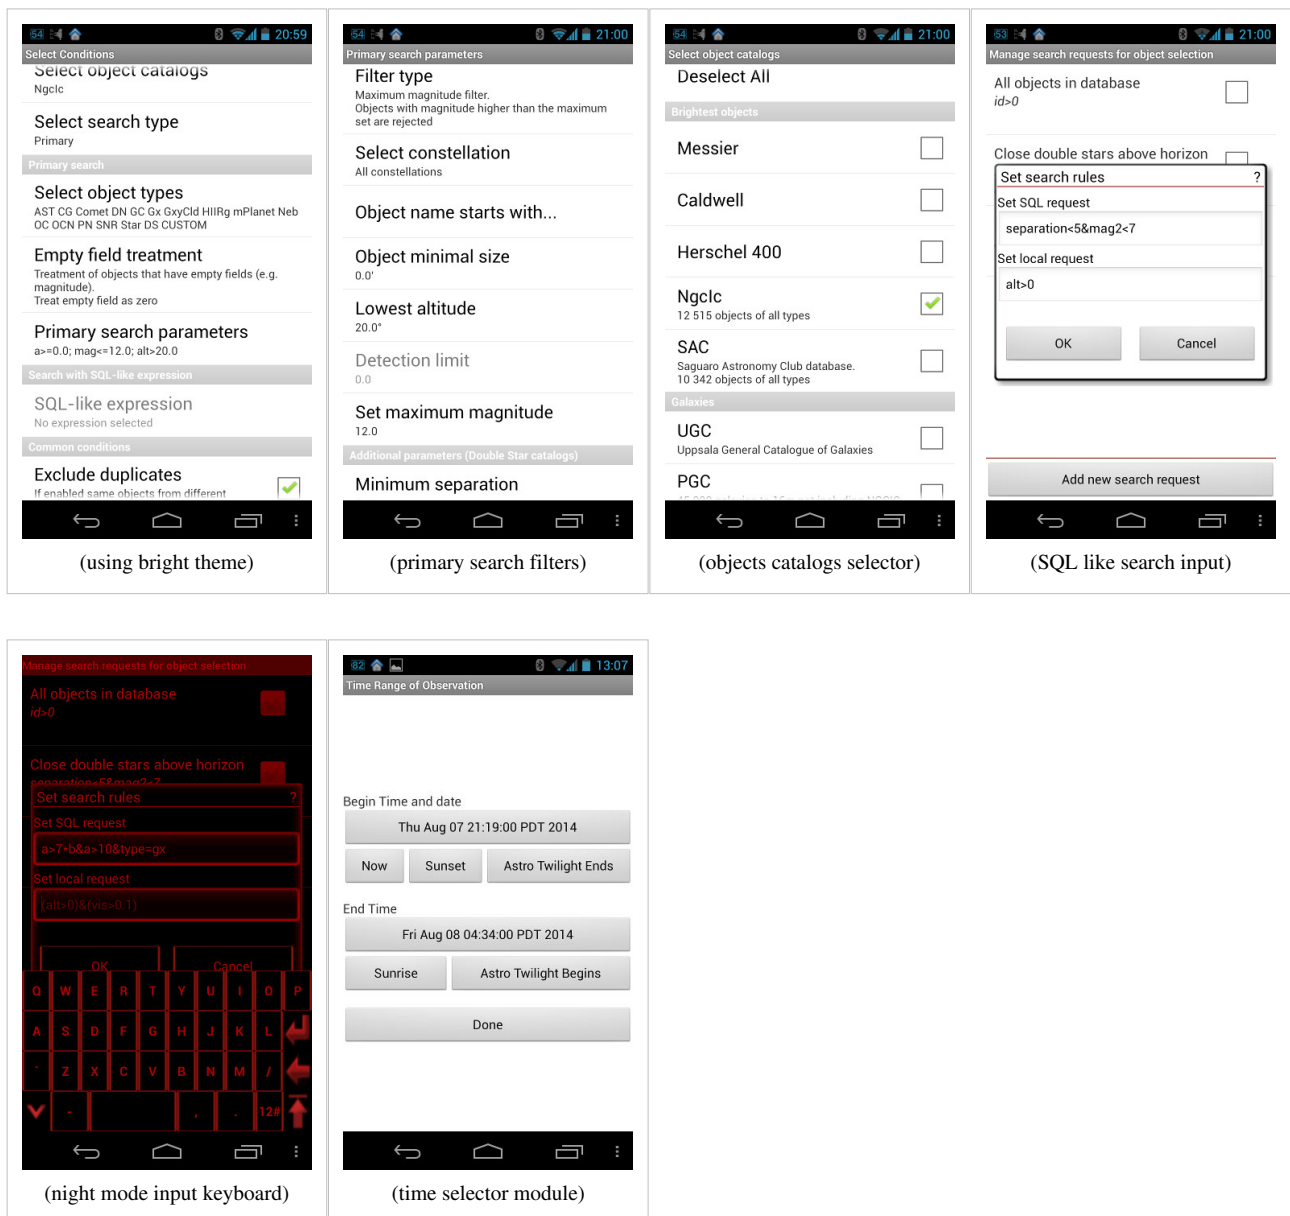 54 20:59
Select Conditions
Select object catalogs
NgcIc
Select search type
Primary
Primary search
Select object types
AST CG Comet DN GC Gx GxyCld HIIRg mPlanet Neb
OC OCN PN SNR Star DS CUSTOM
Empty field treatment
Treatment of objects that have empty fields (e.g.
magnitude).
Treat empty field as zero
Primary search parameters
a>=0.0; mag<=12.0; alt>20.0
Search with SQL-like expression
SQL-like expression
No expression selected
Common conditions
Exclude duplicates
If enabled same objects from different
(using bright theme)
54 21:00
Primary search parameters
Filter type
Maximum magnitude filter.
Objects with magnitude higher than the maximum
set are rejected
Select constellation
All constellations
Object name starts with...
Object minimal size
0.0'
Lowest altitude
20.0°
Detection limit
0.0
Set maximum magnitude
12.0
Additional parameters (Double Star catalogs)
Minimum separation
(primary search filters)
54 21:00
Select object catalogs
Deselect All
Brightest objects
Messier
Caldwell
Herschel 400
NgcIc
12 515 objects of all types
SAC
Saguaro Astronomy Club database.
10 342 objects of all types
Galaxies
UGC
Uppsala General Catalogue of Galaxies
PGC
(objects catalogs selector)
53 21:00
Manage search requests for object selection
All objects in database
id>0
Close double stars above horizon
Set search rules ?
Set SQL request
separation<5&mag2<7
Set local request
alt>0
OK Cancel
Add new search request
(SQL like search input)
Manage search requests for object selection
All objects in database
id>0
Close double stars above horizon
separation<5&mag2<7
Set search rules ?
Set SQL request
a>7*b&a>10&type=gx
Set local request
(alt>0)&(vis>0.1)
OK Cancel
Q W E R T Y U I O P
A S D F G H J K L
' Z X C V B N M /
- , . 12#
(night mode input keyboard)
82 13:07
Time Range of Observation
Begin Time and date
Thu Aug 07 21:19:00 PDT 2014
Now Sunset Astro Twilight Ends
End Time
Fri Aug 08 04:34:00 PDT 2014
Sunrise Astro Twilight Begins
Done
(time selector module)